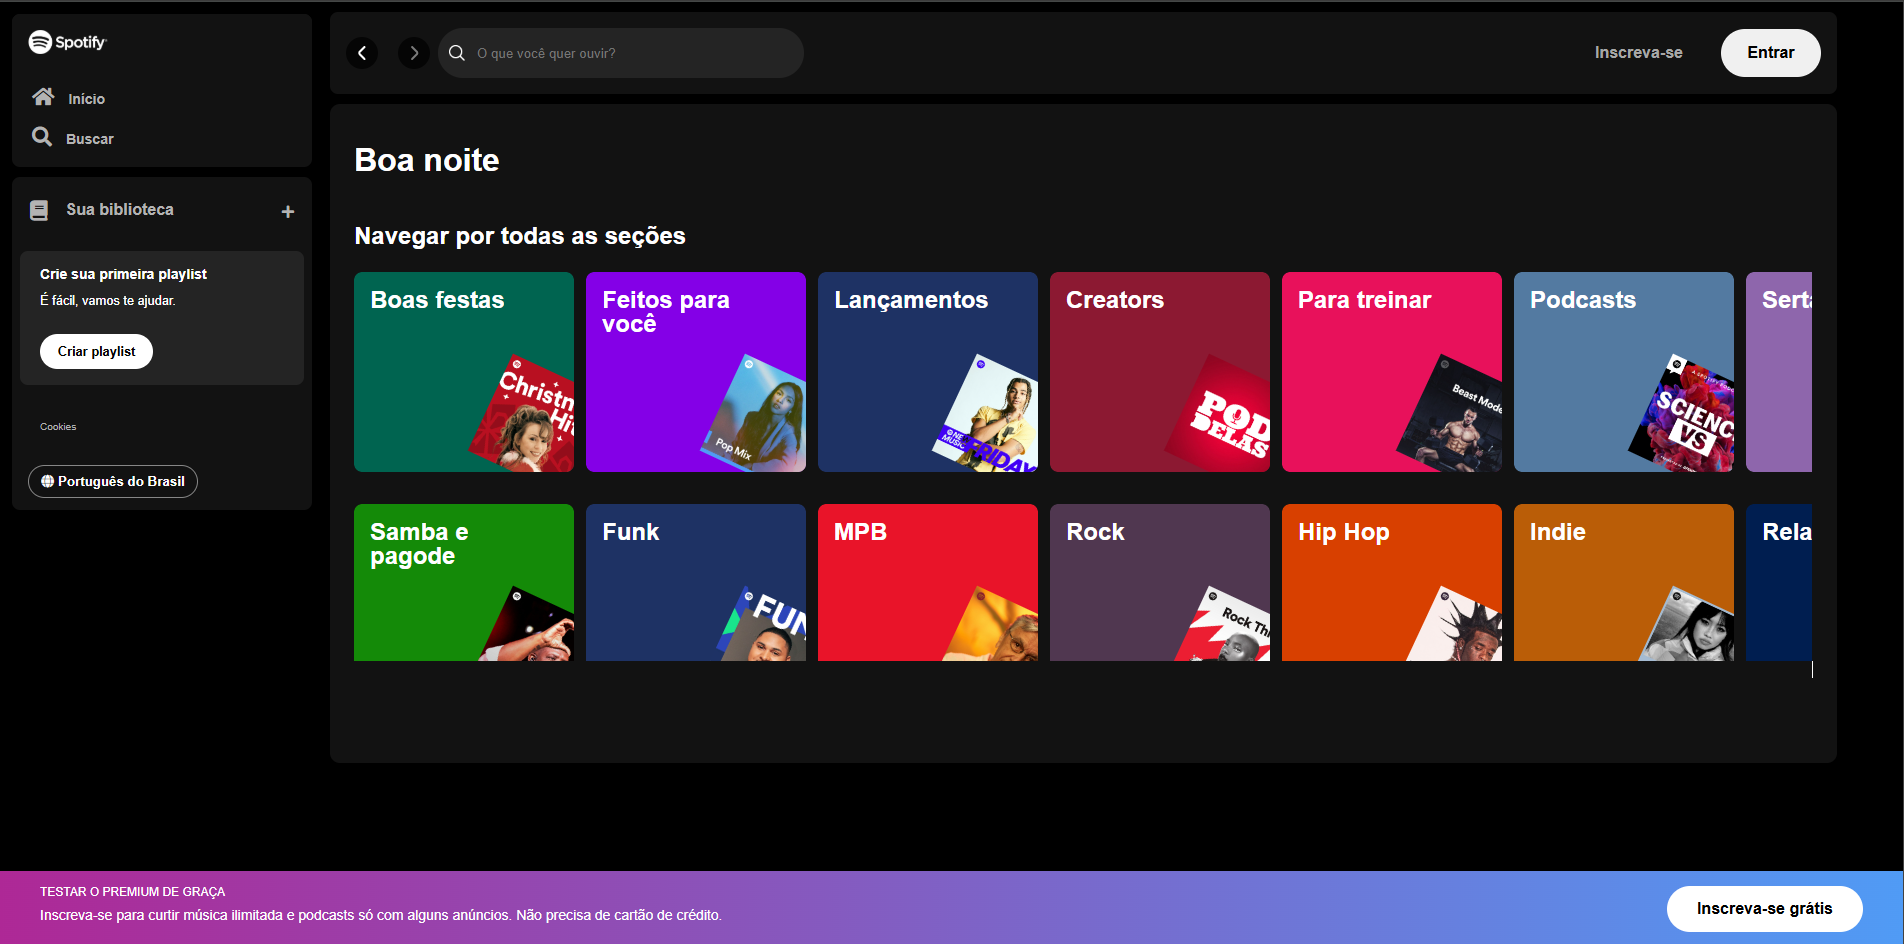 Spotify
Início
Buscar
Sua biblioteca
Crie sua primeira playlist
É fácil, vamos te ajudar.
Criar playlist
Cookies
Português do Brasil
O que você quer ouvir?
Inscreva-se
Entrar
Boa noite
Navegar por todas as seções
Boas festas
Feitos para
você
Lançamentos
Creators
Para treinar
Podcasts
Serta
Christm
Hit
Pop Mix
FRIDAY
POD
DELAS
Beast Mode
SCIENC
VS
Samba e
pagode
Funk
MPB
Rock
Hip Hop
Indie
Rela
FUN
Rock Thi
TESTAR O PREMIUM DE GRAÇA
Inscreva-se para curtir música ilimitada e podcasts só com alguns anúncios. Não precisa de cartão de crédito.
Inscreva-se grátis